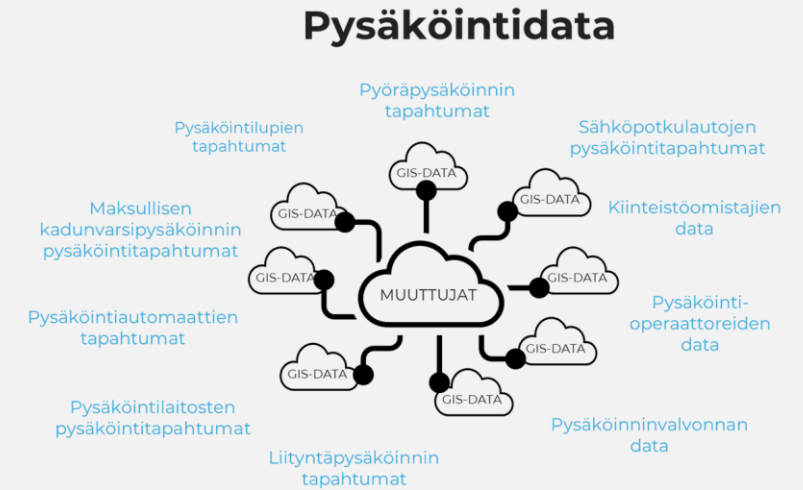 Pysäköintidata
Pyöräpysäköinnin
tapahtumat
Pysäköintilupien
tapahtumat
Sähköpotkulautojen
pysäköintitapahtumat
Maksullisen
kadunvarsipysäköinnin
pysäköintitapahtumat
Kiinteistöomistajien
data
Pysäköintiautomaattien
tapahtumat
Pysäköinti-
operaattoreiden
data
Pysäköintilaitosten
pysäköintitapahtumat
Pysäköinninvalvonnan
data
Liityntäpysäköinnin
tapahtumat
GIS-DATA
GIS-DATA
GIS-DATA
GIS-DATA
GIS-DATA
MUUTTUJAT
GIS-DATA
GIS-DATA
GIS-DATA